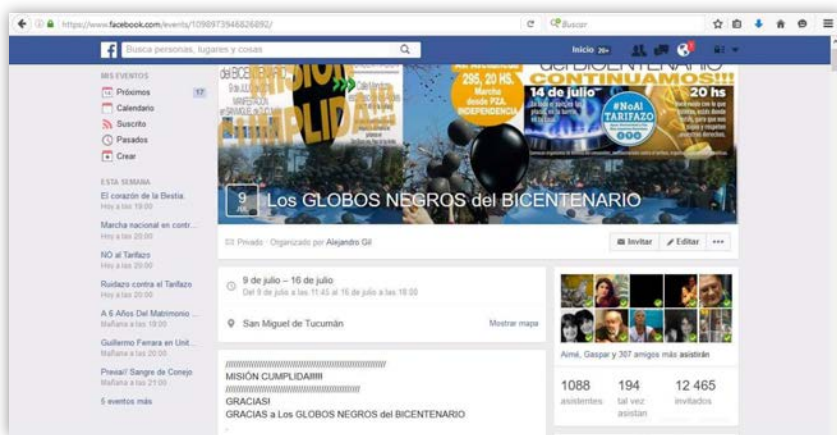 https://www.facebook.com/events/1098973946826892/
Buscar
Busca personas, lugares y cosas
Inicio 20+
MIS EVENTOS
Próximos 17
Calendario
Suscrito
Pasados
Crear
ESTA SEMANA
El corazón de la Bestia.
Hoy a las 19:00
Marcha nacional en contr...
Hoy a las 20:00
NO al Tarifazo
Hoy a las 20:00
Ruidazo contra el Tarifazo
Hoy a las 20:00
A 6 Años Del Matrimonio ...
Mañana a las 19:00
Guillermo Ferrara en Unit...
Mañana a las 20:00
Previa// Sangre de Conejo
Mañana a las 21:00
5 eventos más
del BICENTENARIO
MISIÓN
CUMPLIDA!!!
295, 20 HS.
Marcha
desde PZA.
INDEPENDENCIA
del BICENTENARIO
CONTINUAMOS!!!
14 de julio
20 hs
#NoAl
TARIFAZO
9
JUL
Los GLOBOS NEGROS del BICENTENARIO
Privado · Organizado por Alejandro Gil
Invitar
Editar
9 de julio – 16 de julio
Del 9 de julio a las 11:45 al 16 de julio a las 18:00
San Miguel de Tucumán
Mostrar mapa
MISIÓN CUMPLIDA!!!!!
GRACIAS!
GRACIAS a Los GLOBOS NEGROS del BICENTENARIO
Aimé, Gaspar y 307 amigos más asistirán
1088 194 12 465
asistentes tal vez invitados
asistan